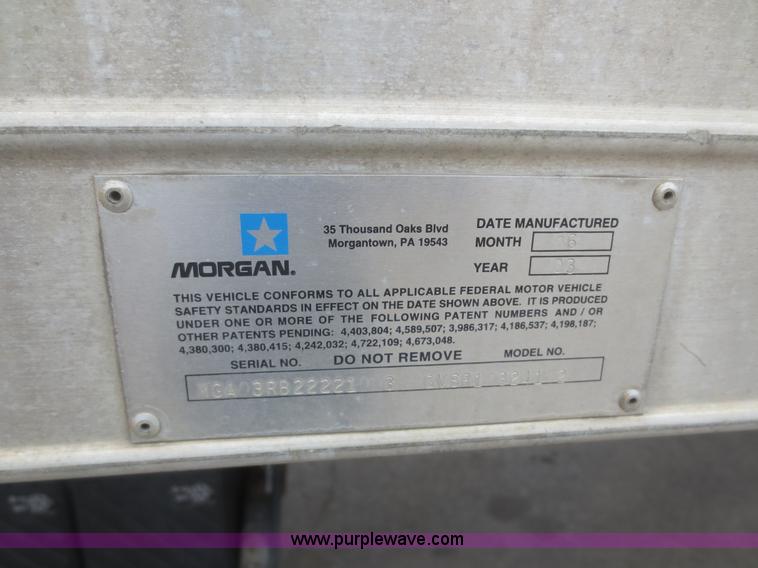 35 Thousand Oaks Blvd
Morgantown, PA 19543
MORGAN.
DATE MANUFACTURED
MONTH 06
YEAR 03
THIS VEHICLE CONFORMS TO ALL APPLICABLE FEDERAL MOTOR VEHICLE
SAFETY STANDARDS IN EFFECT ON THE DATE SHOWN ABOVE. IT IS PRODUCED
UNDER ONE OR MORE OF THE FOLLOWING PATENT NUMBERS AND / OR
OTHER PATENTS PENDING: 4,403,804; 4,589,507; 3,986,317; 4,186,537; 4,198,187;
4,380,300; 4,380,415; 4,242,032; 4,722,109; 4,673,048.
SERIAL NO. DO NOT REMOVE MODEL NO.
www.purplewave.com